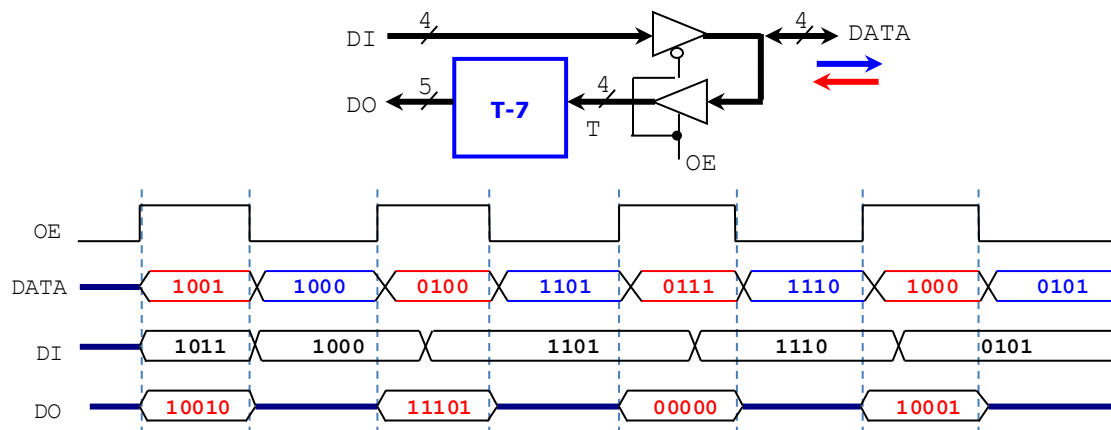 DI 4 4 DATA
DO 5 T-7 4
T
OE
OE
DATA 1001 1000 0100 1101 0111 1110 1000 0101
DI 1011 1000 1101 1110 0101
DO 10010 11101 00000 10001